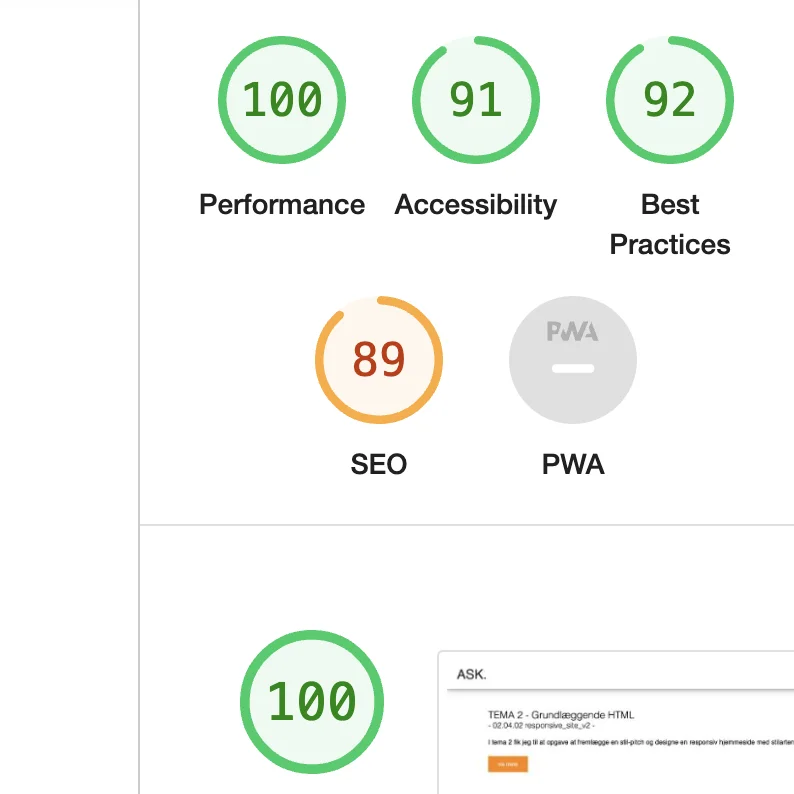 100
91
92
Performance
Accessibility
Best
Practices
89
PWA
SEO
PWA
100
ASK.
TEMA 2 - Grundlæggende HTML
- 02.04.02 responsive_site_v2 -
I tema 2 fik jeg til at opgave at fremlægge en stil-pitch og designe en responsiv hjemmeside med stilarten